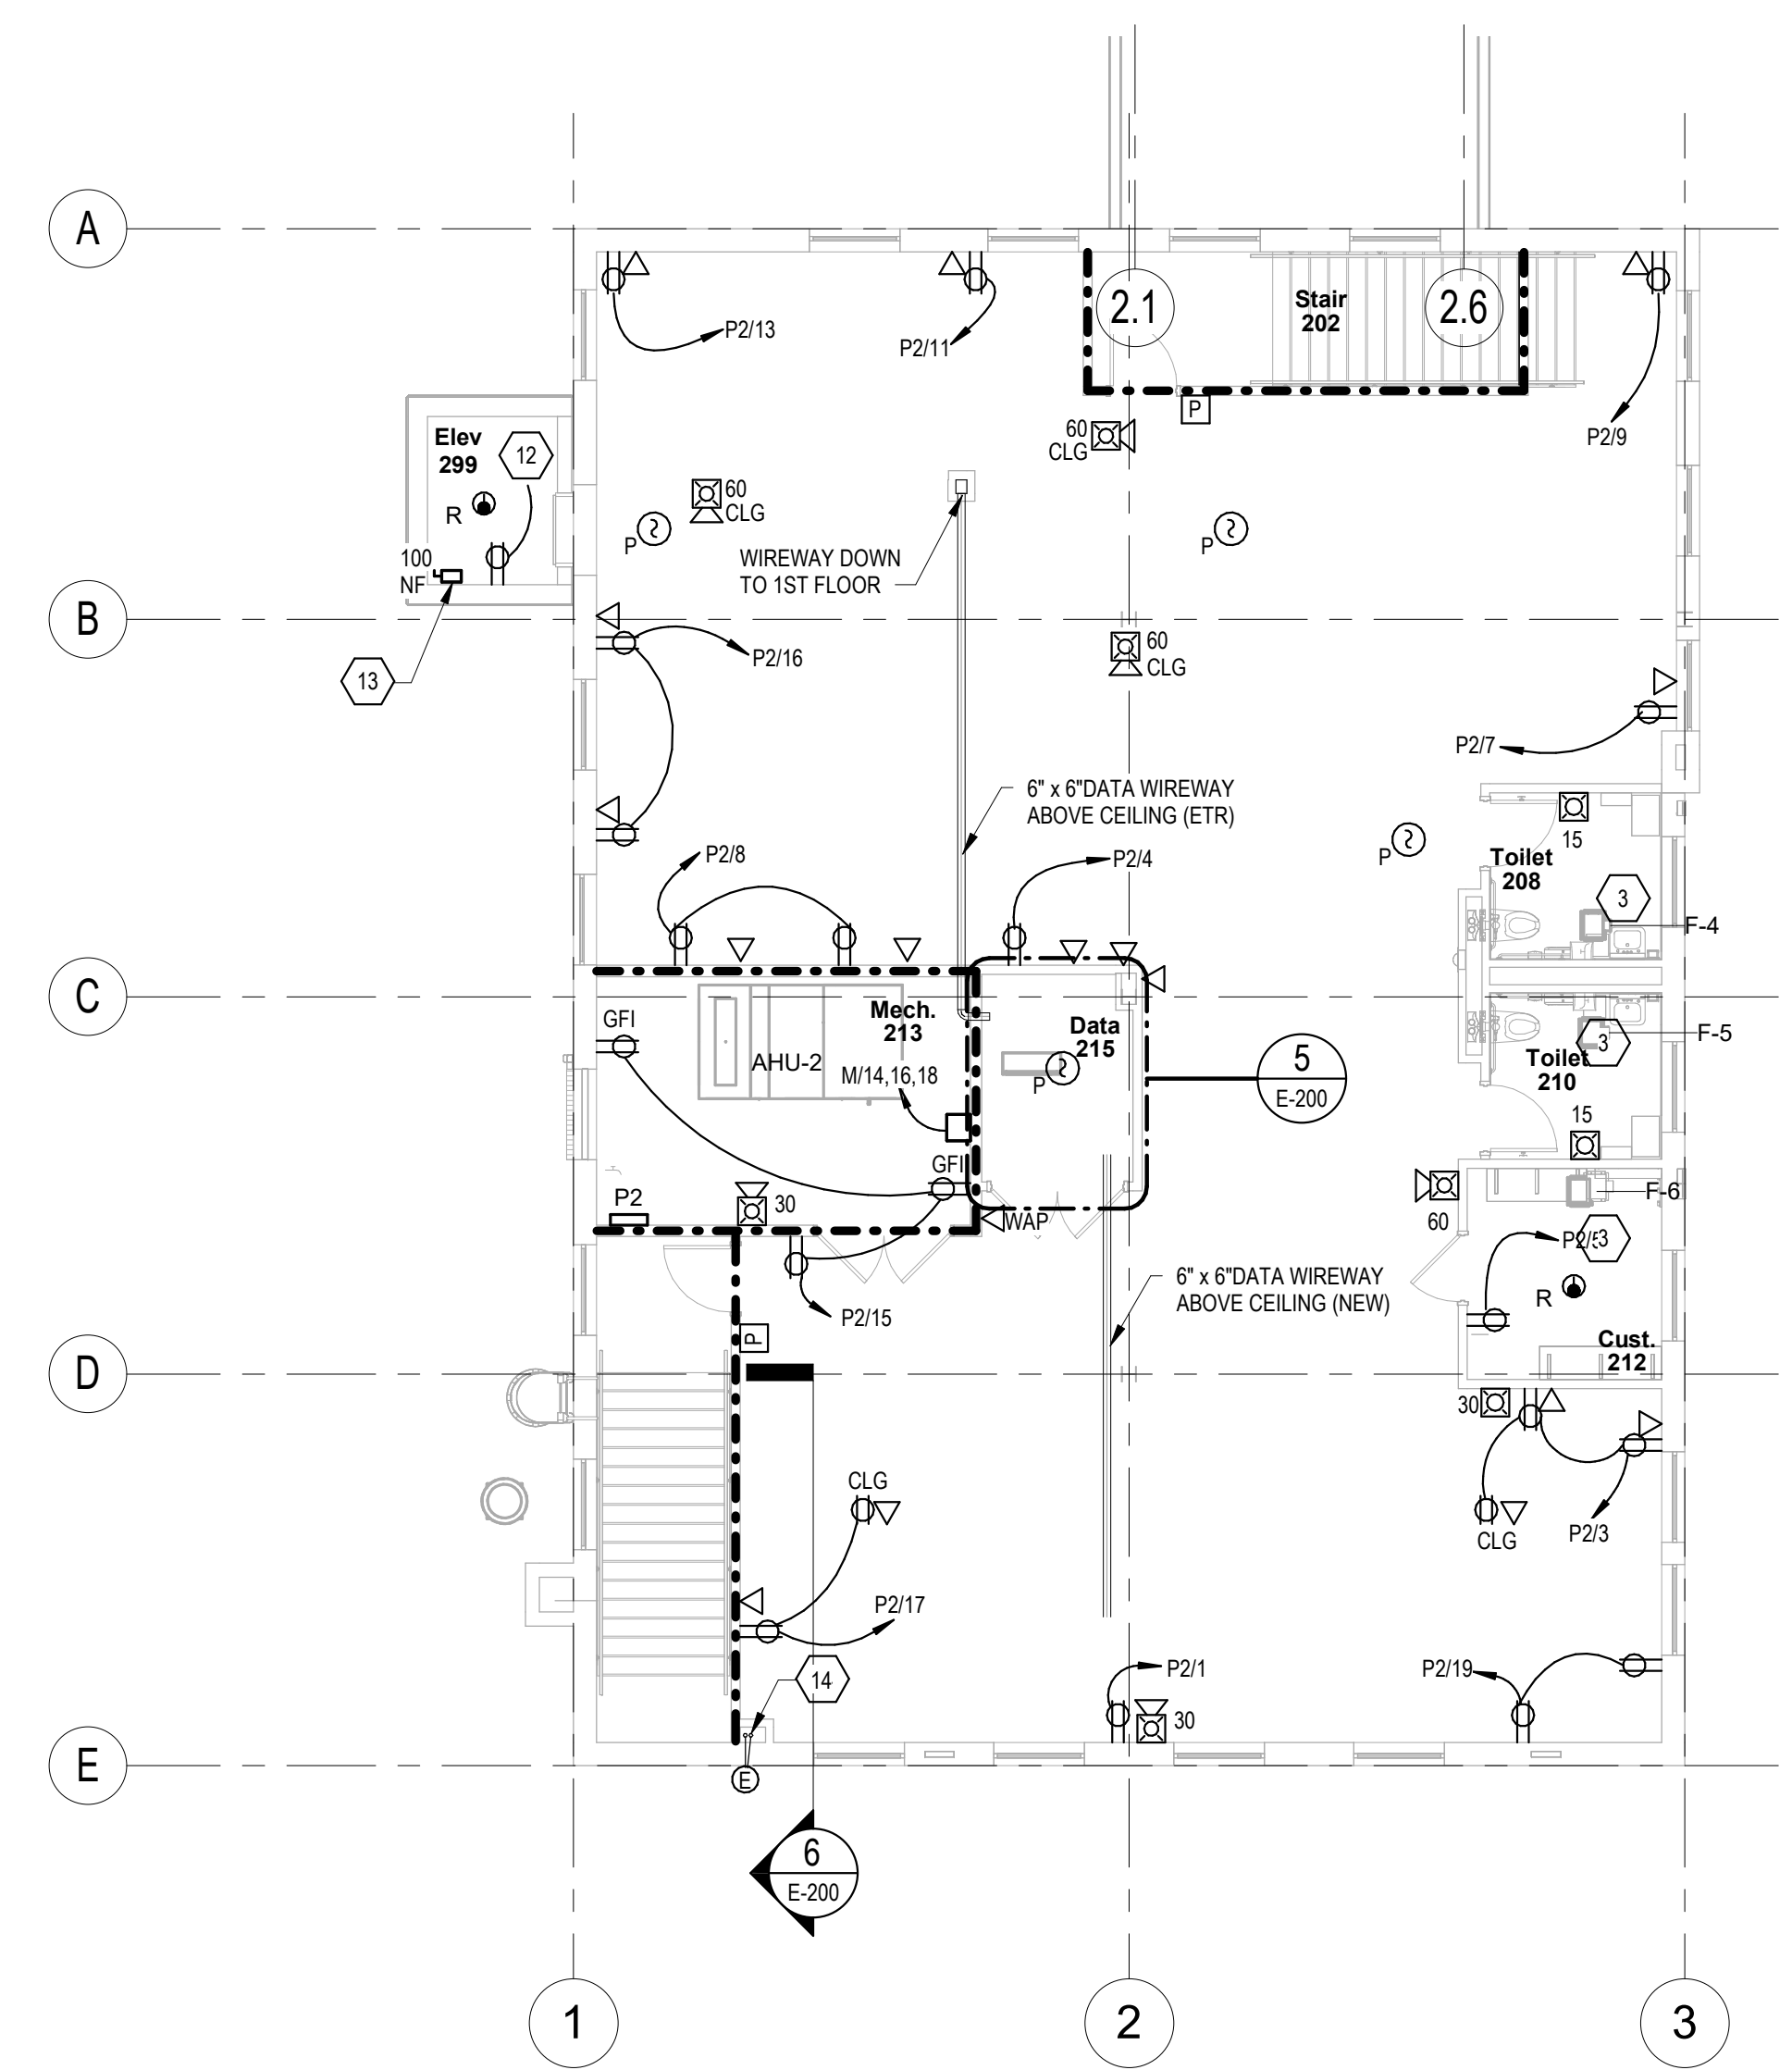 A
2.1
Stair
202
2.6
P2/13
P2/11
P2/9
P
60
CLG
Elev
299
12
R
60
CLG
P
P
100
NF
WIREWAY DOWN
TO 1ST FLOOR
B
13
P2/16
60
CLG
P2/7
6" x 6"DATA WIREWAY
ABOVE CEILING (ETR)
P2/8
P2/4
P
15
Toilet
208
3
F-4
C
GFI
Mech.
213
AHU-2
M/14,16,18
Data
215
P
5
E-200
F-5
3
Toilet
210
15
GFI
P2
30
WAP
60
F-6
P2/5
3
6" x 6"DATA WIREWAY
ABOVE CEILING (NEW)
R
P2/15
P
Cust.
212
D
30
CLG
CLG
P2/3
P2/17
14
P2/1
P2/19
30
E
E
6
E-200
1
2
3